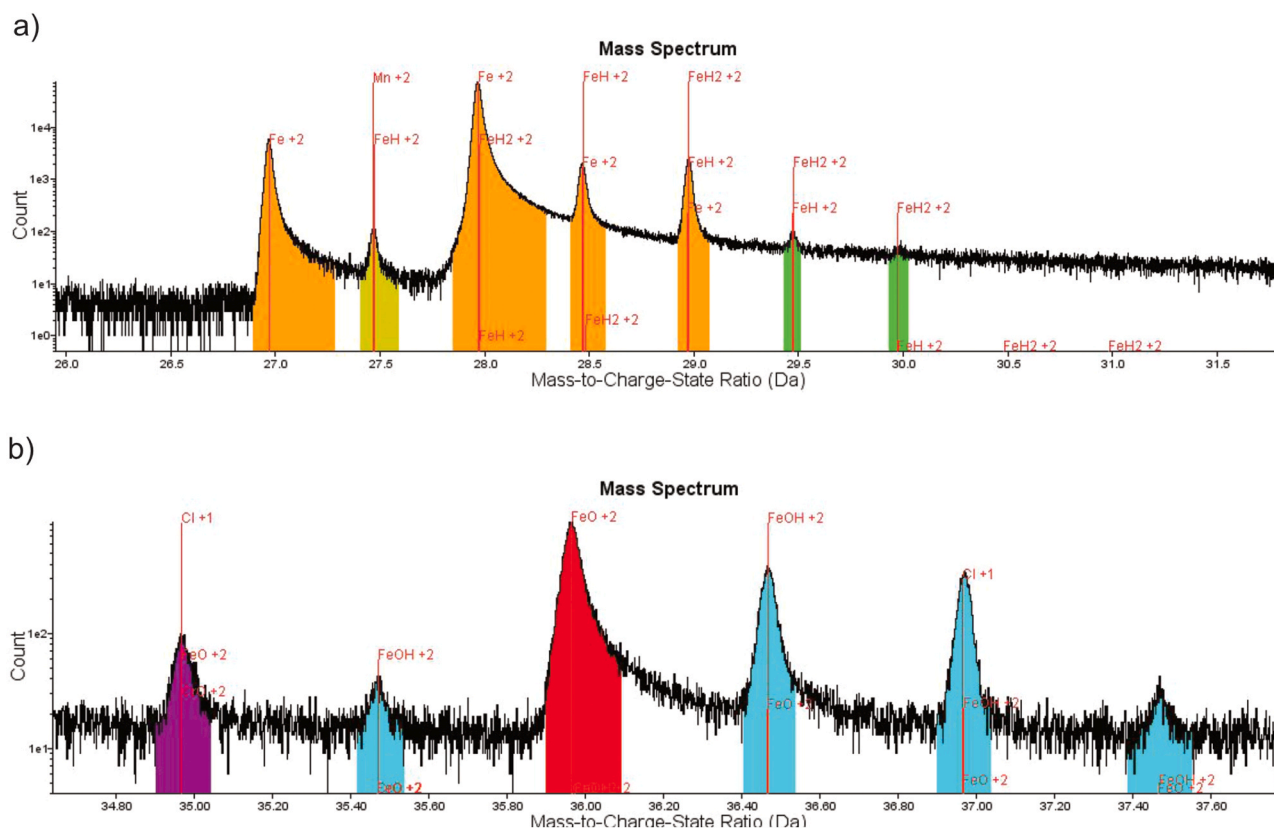 a)
Mass Spectrum
Mn +2 Fe +2 FeH +2 FeH2 +2
Fe +2 FeH +2 FeH2 +2 Fe +2 FeH +2 FeH2 +2 FeH2 +2
Fe +2 FeH +2
FeH2 +2
FeH +2 FeH +2 FeH2 +2 FeH2 +2
Count
1e4
1e3
1e2
1e1
1e0
26.0 26.5 27.0 27.5 28.0 28.5 29.0 29.5 30.0 30.5 31.0 31.5
Mass-to-Charge-State Ratio (Da)
b)
Mass Spectrum
Cl +1 FeO +2 FeOH +2
Cl +1
FeO +2 FeOH +2
FeO +2 FeOH +2
FeOH +2
FeO +2 FeO +2 FeO +2
Count
1e2
1e1
34.80 35.00 35.20 35.40 35.60 35.80 36.00 36.20 36.40 36.60 36.80 37.00 37.20 37.40 37.60
Mass-to-Charge-State Ratio (Da)